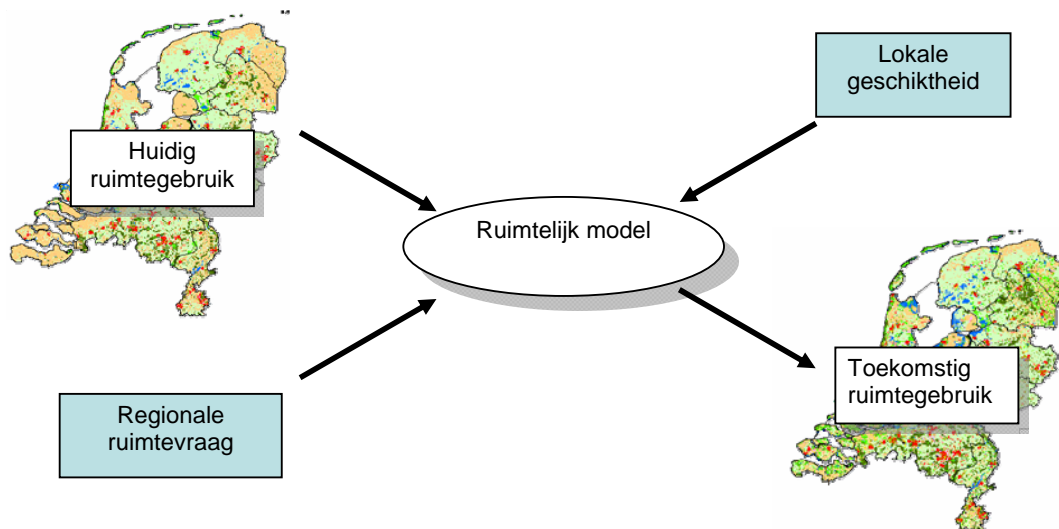 Lokale
geschiktheid
Huidig
ruimtegebruik
Ruimtelijk model
Toekomstig
ruimtegebruik
Regionale
ruimtevraag